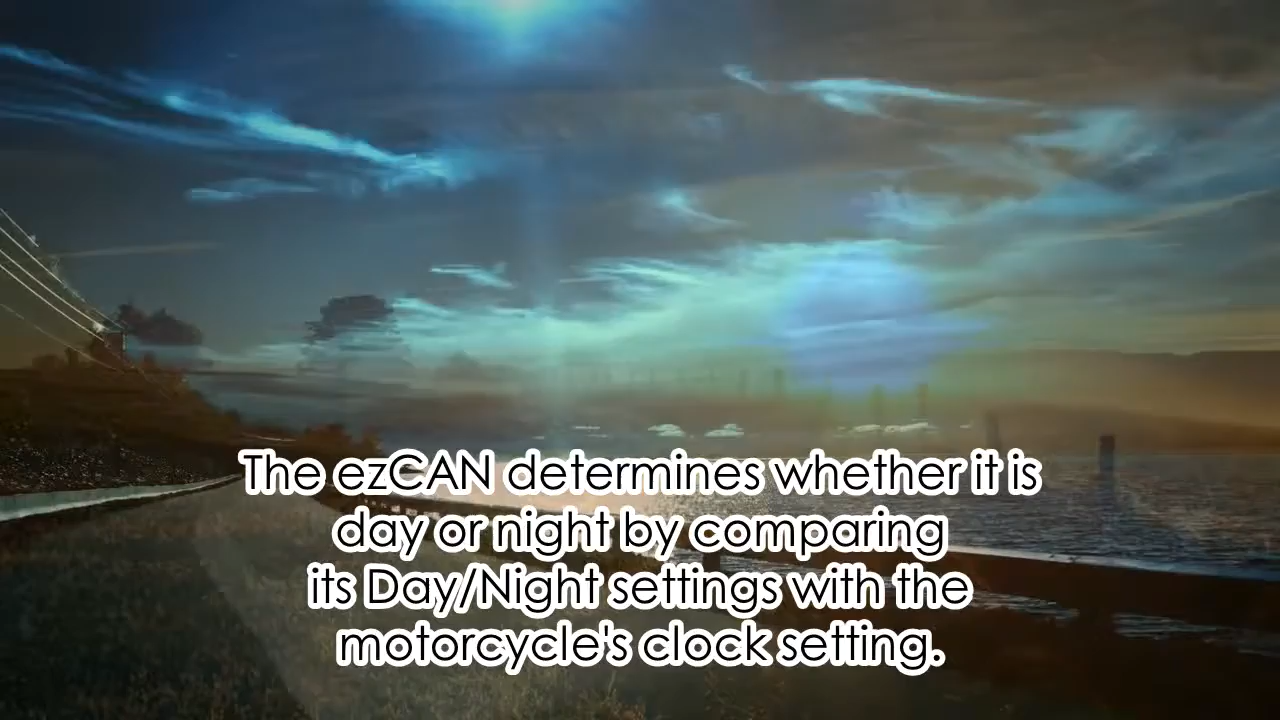 The ezCAN determines whether it is
day or night by comparing
its Day/Night settings with the
motorcycle's clock setting.